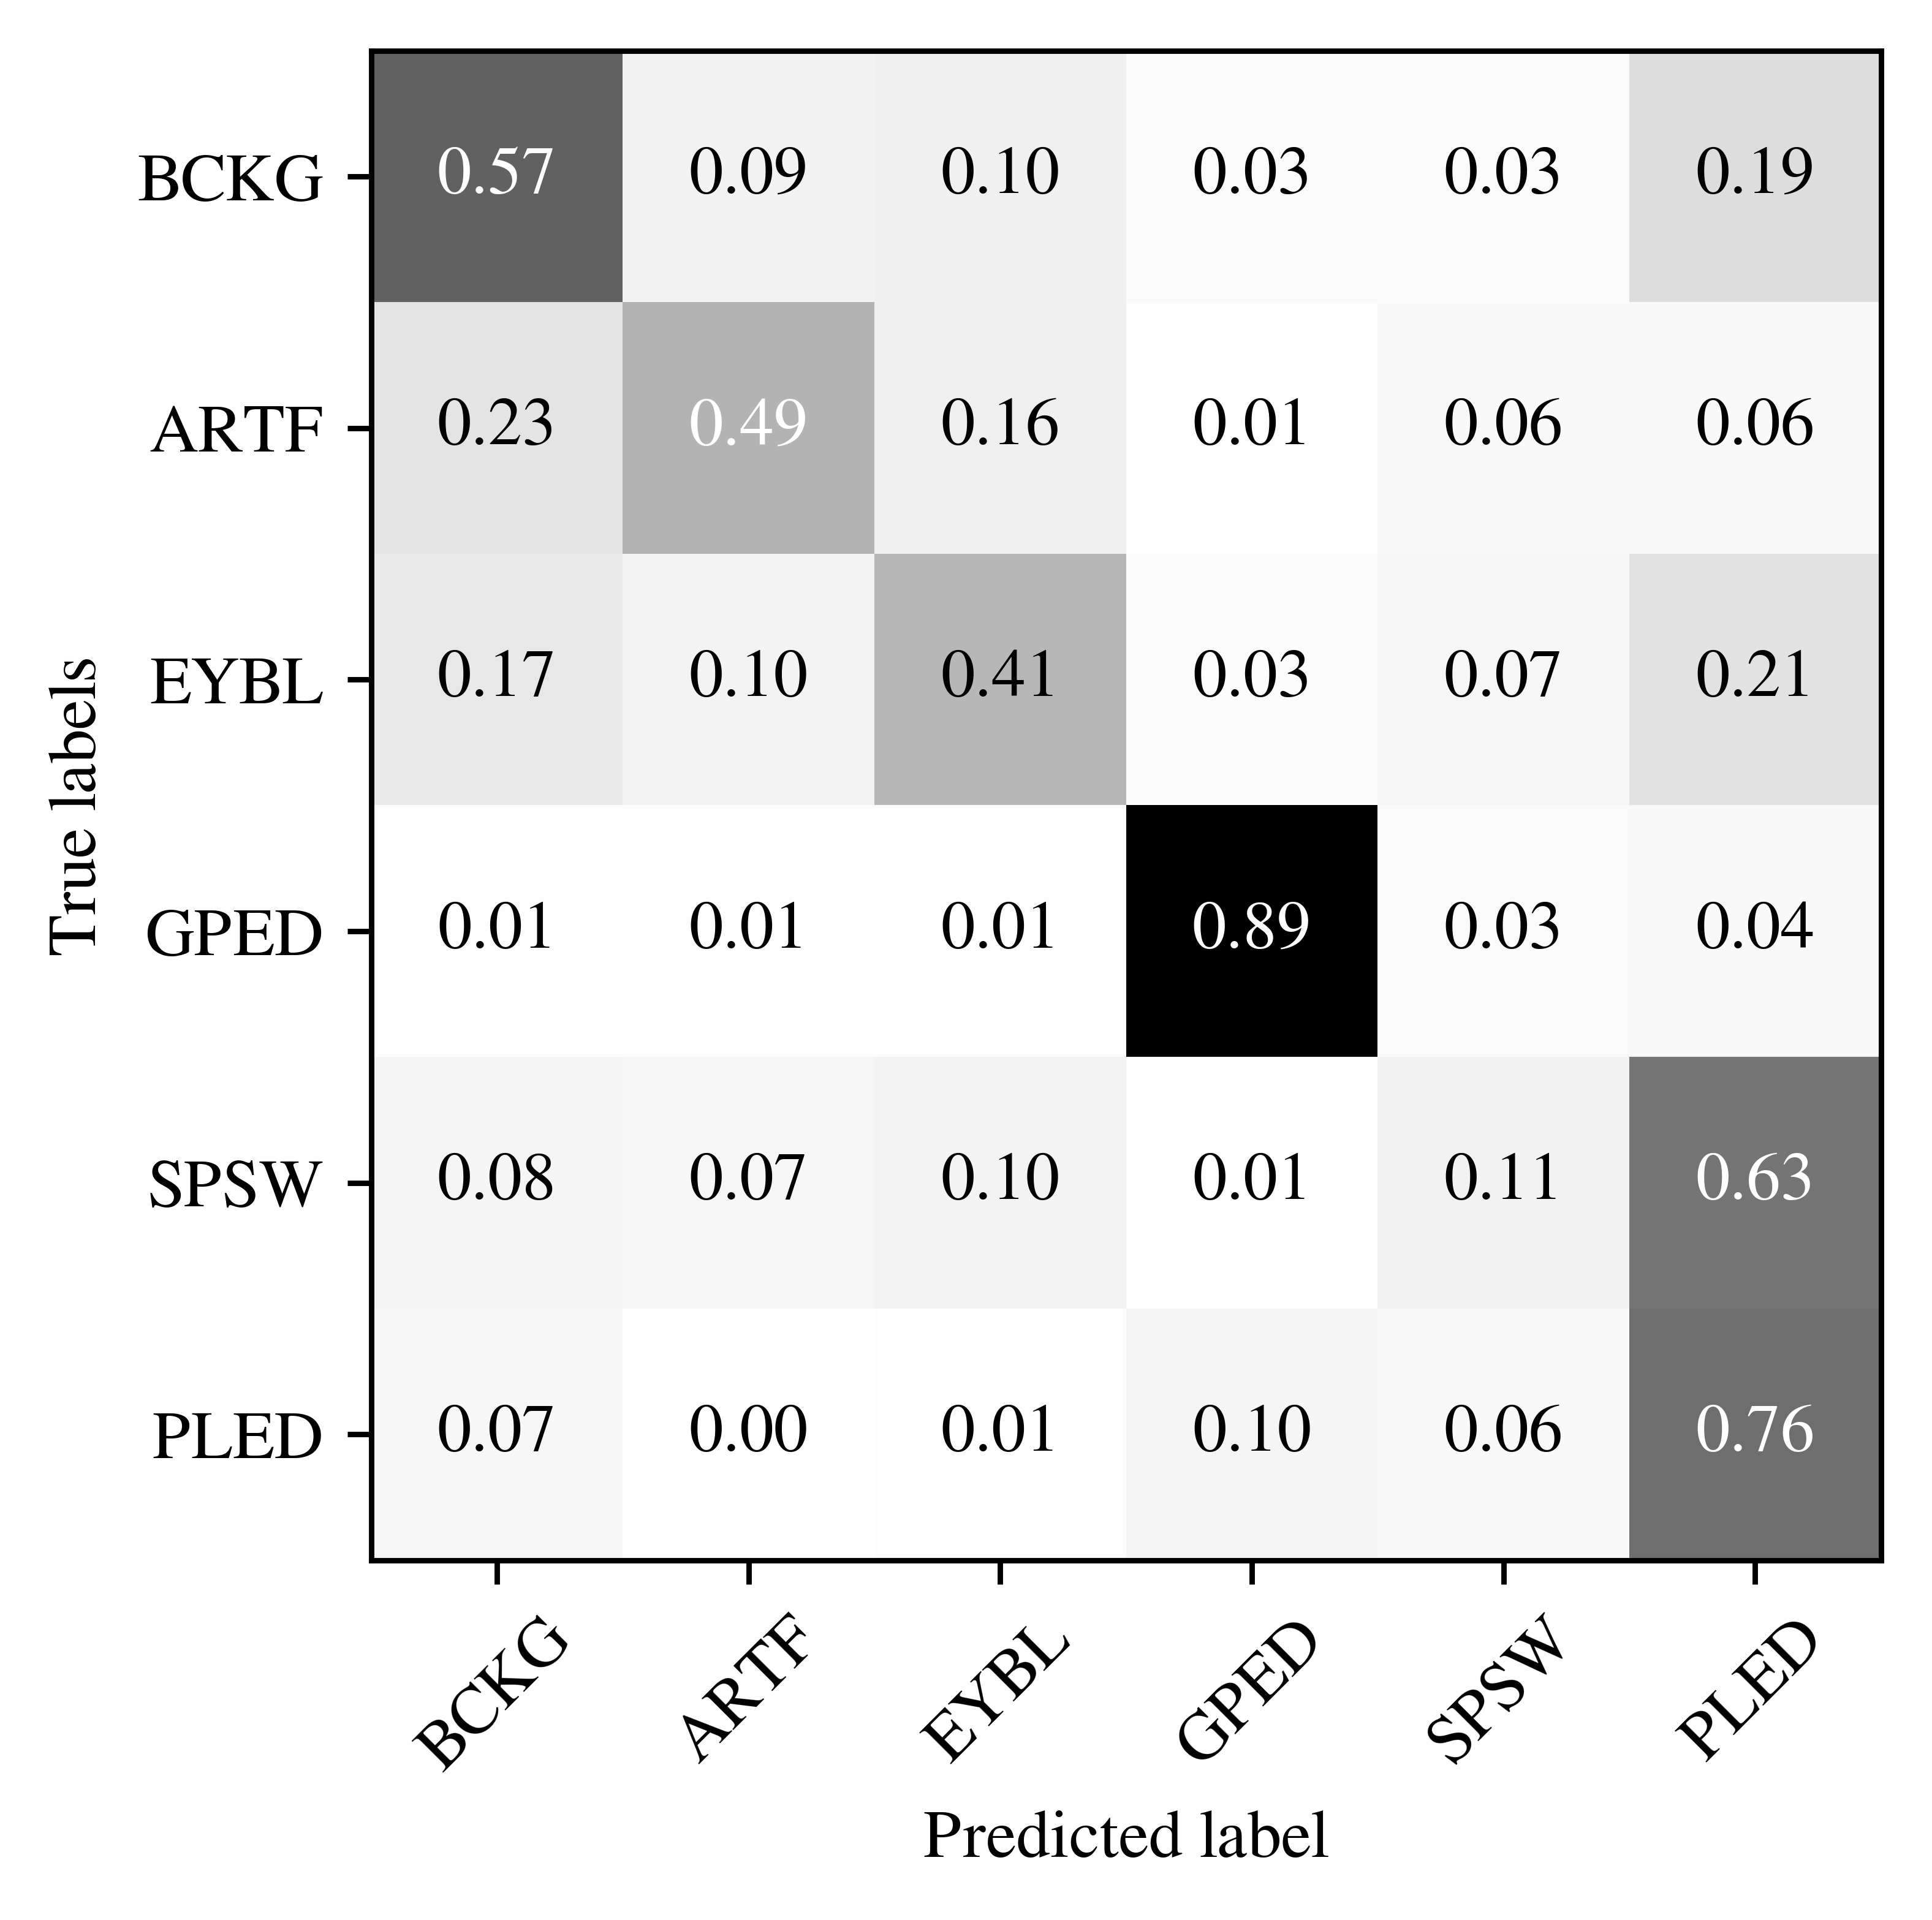 BCKG 0.57 0.09 0.10 0.03 0.03 0.19
ARTF 0.23 0.49 0.16 0.01 0.06 0.06
EYBL 0.17 0.10 0.41 0.03 0.07 0.21
GPED 0.01 0.01 0.01 0.89 0.03 0.04
SPSW 0.08 0.07 0.10 0.01 0.11 0.63
PLED 0.07 0.00 0.01 0.10 0.06 0.76
True labels
BCKG ARTF EYBL GPED SPSW PLED
Predicted label